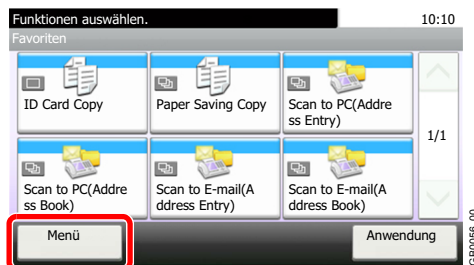 Funktionen auswählen.
10:10
Favoriten
ID Card Copy
Paper Saving Copy
Scan to PC(Addre
ss Entry)
1/1
Scan to PC(Addre
ss Book)
Scan to E-mail(A
ddress Entry)
Scan to E-mail(A
ddress Book)
Menü
Anwendung
GB0056_00